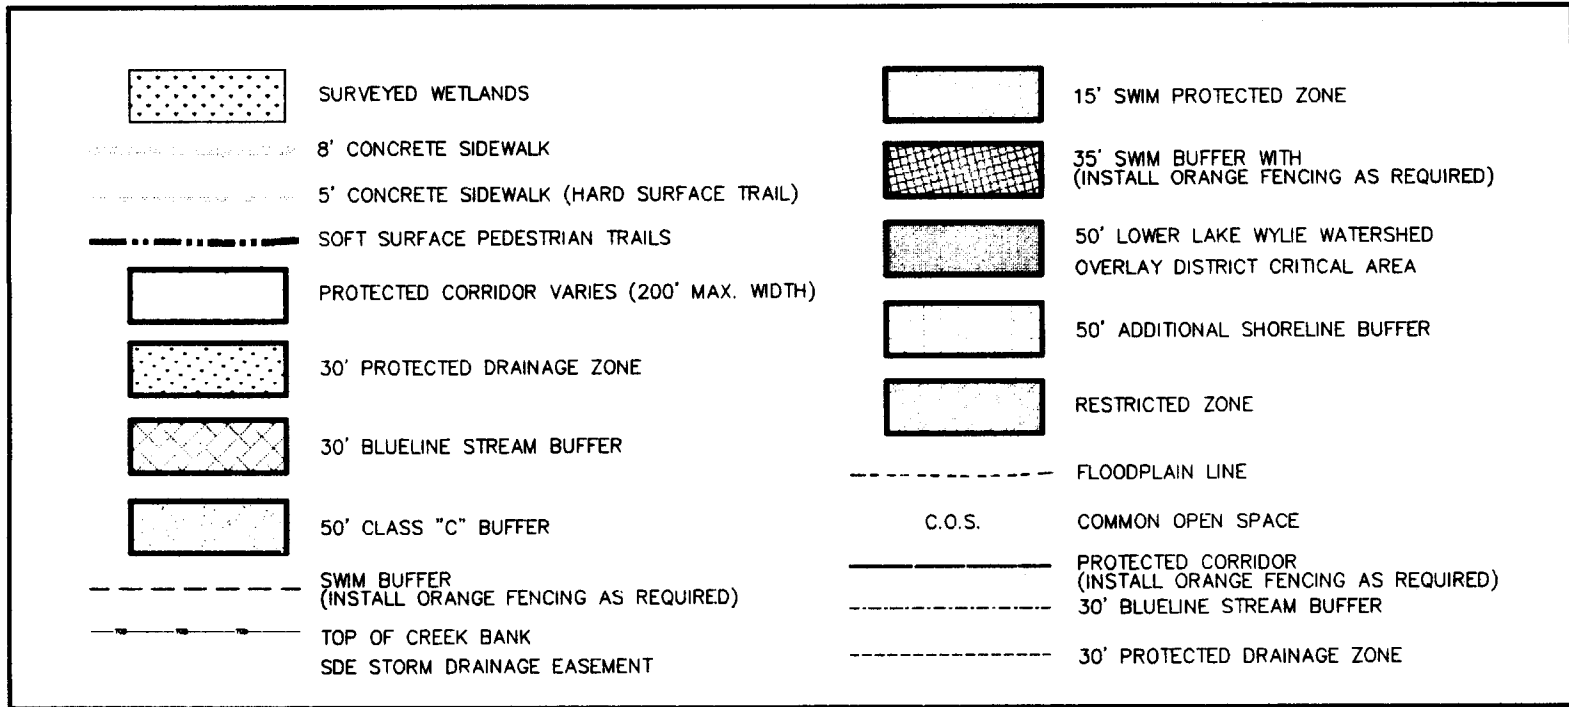 SURVEYED WETLANDS
8' CONCRETE SIDEWALK
5' CONCRETE SIDEWALK (HARD SURFACE TRAIL)
SOFT SURFACE PEDESTRIAN TRAILS
PROTECTED CORRIDOR VARIES (200' MAX. WIDTH)
30' PROTECTED DRAINAGE ZONE
30' BLUELINE STREAM BUFFER
50' CLASS "C" BUFFER
SWIM BUFFER
(INSTALL ORANGE FENCING AS REQUIRED)
TOB TOB TOB TOP OF CREEK BANK
SDE STORM DRAINAGE EASEMENT
15' SWIM PROTECTED ZONE
35' SWIM BUFFER WITH
(INSTALL ORANGE FENCING AS REQUIRED)
50' LOWER LAKE WYLIE WATERSHED
OVERLAY DISTRICT CRITICAL AREA
50' ADDITIONAL SHORELINE BUFFER
RESTRICTED ZONE
FLOODPLAIN LINE
C.O.S. COMMON OPEN SPACE
PROTECTED CORRIDOR
(INSTALL ORANGE FENCING AS REQUIRED)
30' BLUELINE STREAM BUFFER
30' PROTECTED DRAINAGE ZONE